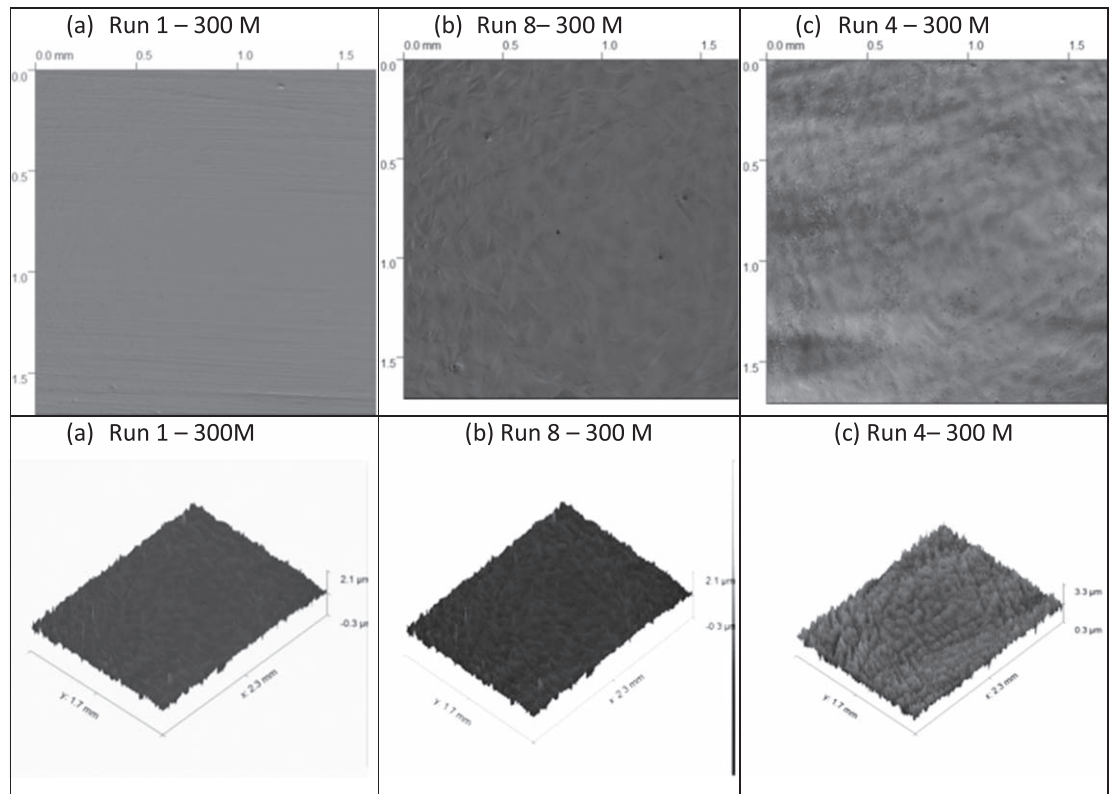 (a) Run 1 – 300 M
0.0 mm 0.5 1.0 1.5
0.0
0.5
1.0
1.5
(b) Run 8– 300 M
0.0 mm 0.5 1.0 1.5
0.0
0.5
1.0
1.5
(c) Run 4 – 300 M
0.0 mm 0.5 1.0 1.5
0.0
0.5
1.0
1.5
(a) Run 1 – 300M
2.1 µm
-0.3 µm
y: 1.7 mm
x: 2.3 mm
(b) Run 8 – 300 M
2.1 µm
-0.3 µm
y: 1.7 mm
x: 2.3 mm
(c) Run 4– 300 M
3.3 µm
0.3 µm
y: 1.7 mm
x: 2.3 mm